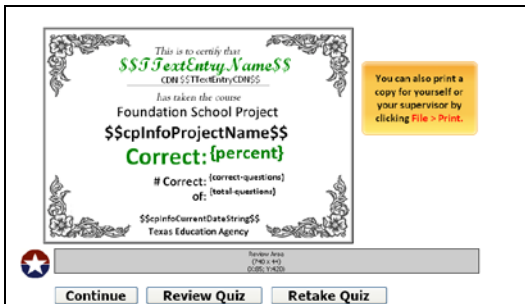 This is to certify that
$$TTextEntryName$$
CDN $$TTextEntryCDN$$
has taken the course
Foundation School Project
$$cpInfoProjectName$$
Correct: {percent}
# Correct: {correct-questions}
of: {total-questions}
$$cpInfoCurrentDateString$$
Texas Education Agency
You can also print a
copy for yourself or
your supervisor by
clicking File > Print.
Review Area
(740 x 44)
(X:85; Y:420)
Continue
Review Quiz
Retake Quiz